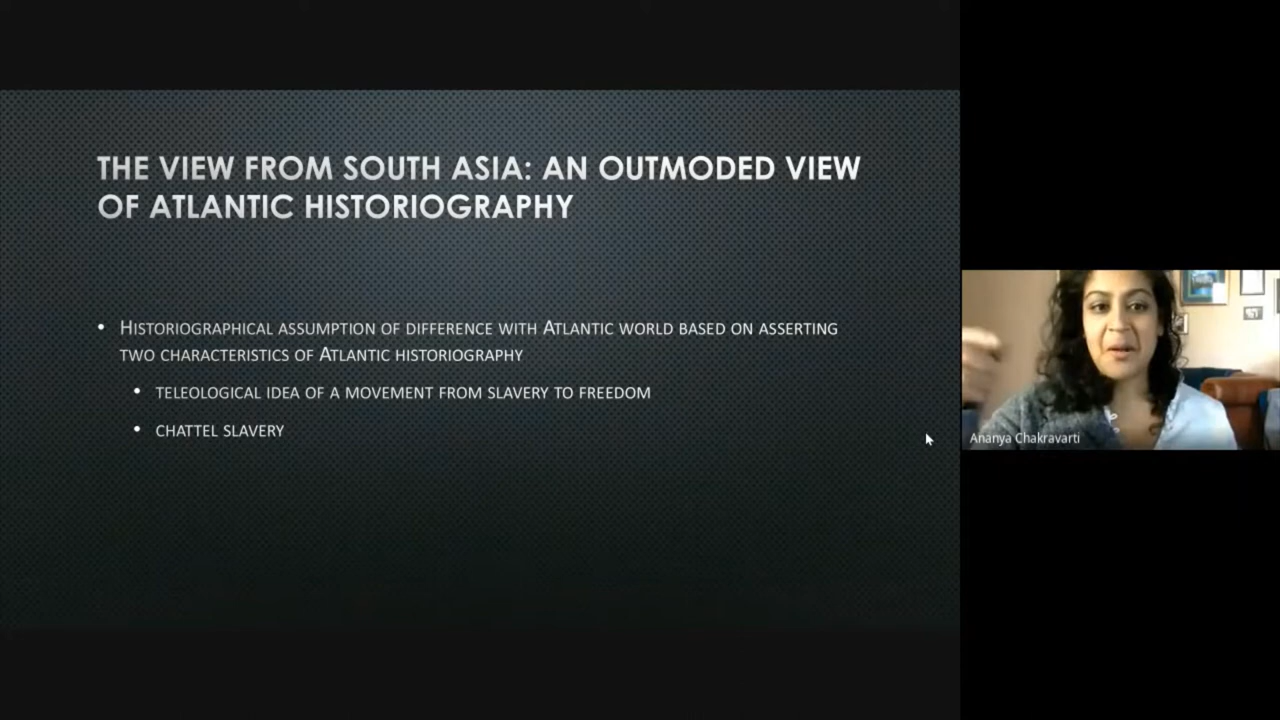 THE VIEW FROM SOUTH ASIA: AN OUTMODED VIEW
OF ATLANTIC HISTORIOGRAPHY
• HISTORIOGRAPHICAL ASSUMPTION OF DIFFERENCE WITH ATLANTIC WORLD BASED ON ASSERTING
TWO CHARACTERISTICS OF ATLANTIC HISTORIOGRAPHY
• TELEOLOGICAL IDEA OF A MOVEMENT FROM SLAVERY TO FREEDOM
• CHATTEL SLAVERY
Ananya Chakravarti